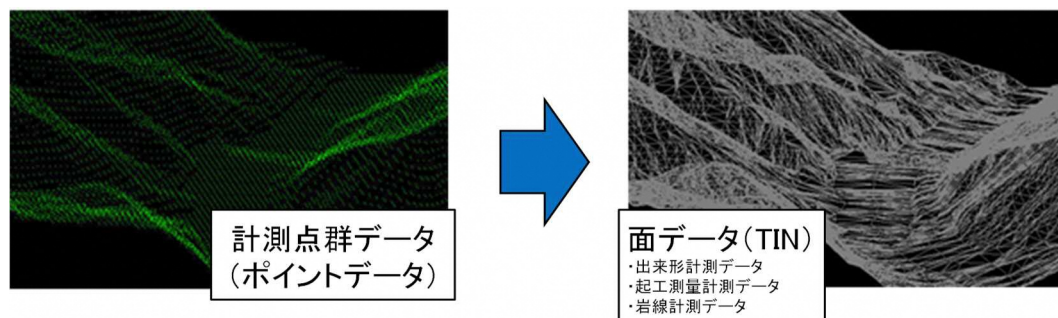 計測点群データ
(ポイントデータ)
面データ(TIN)
・出来形計測データ
・起工測量計測データ
・岩線計測データ